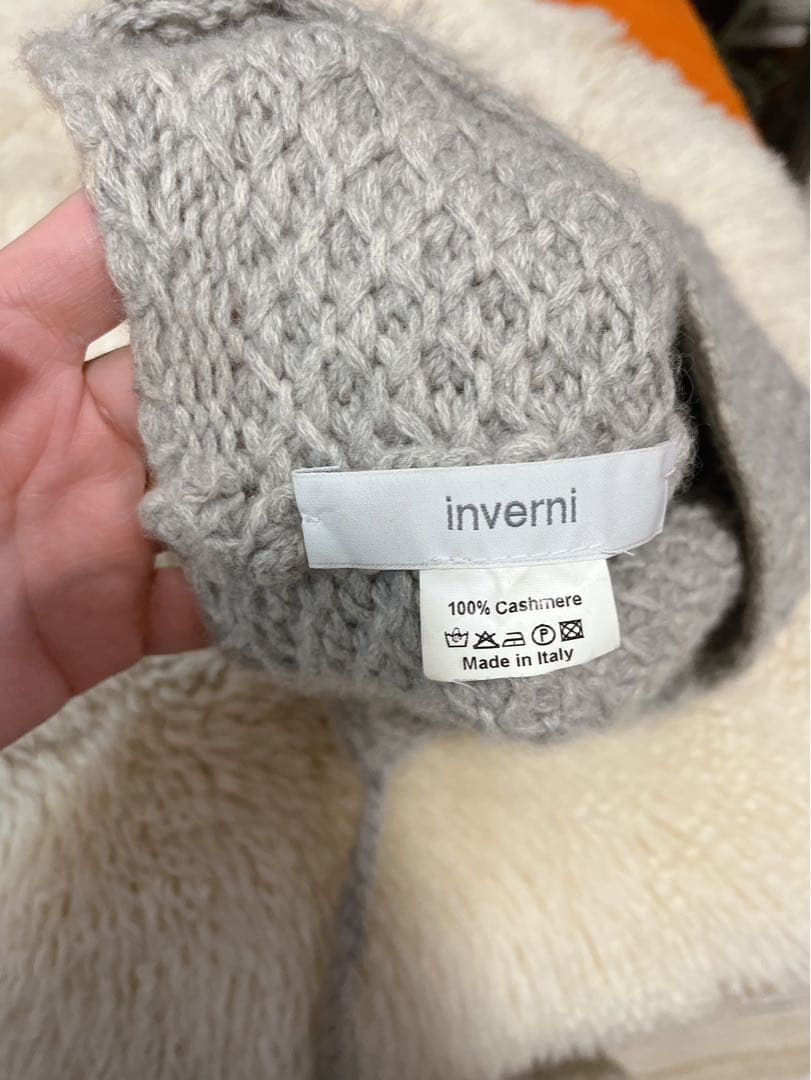 inverni
100% Cashmere
P
Made in Italy